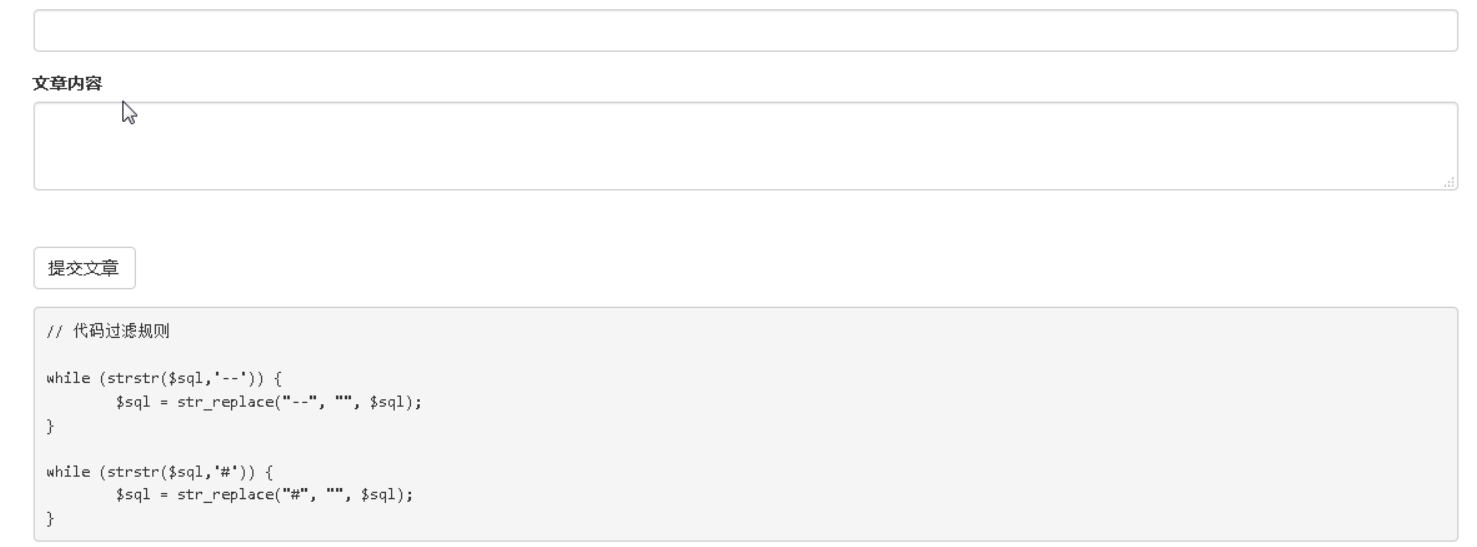 文章内容
提交文章
// 代码过滤规则
while (strstr($sql,'--')) {
        $sql = str_replace("--", "", $sql);
}
while (strstr($sql,'#')) {
        $sql = str_replace("#", "", $sql);
}